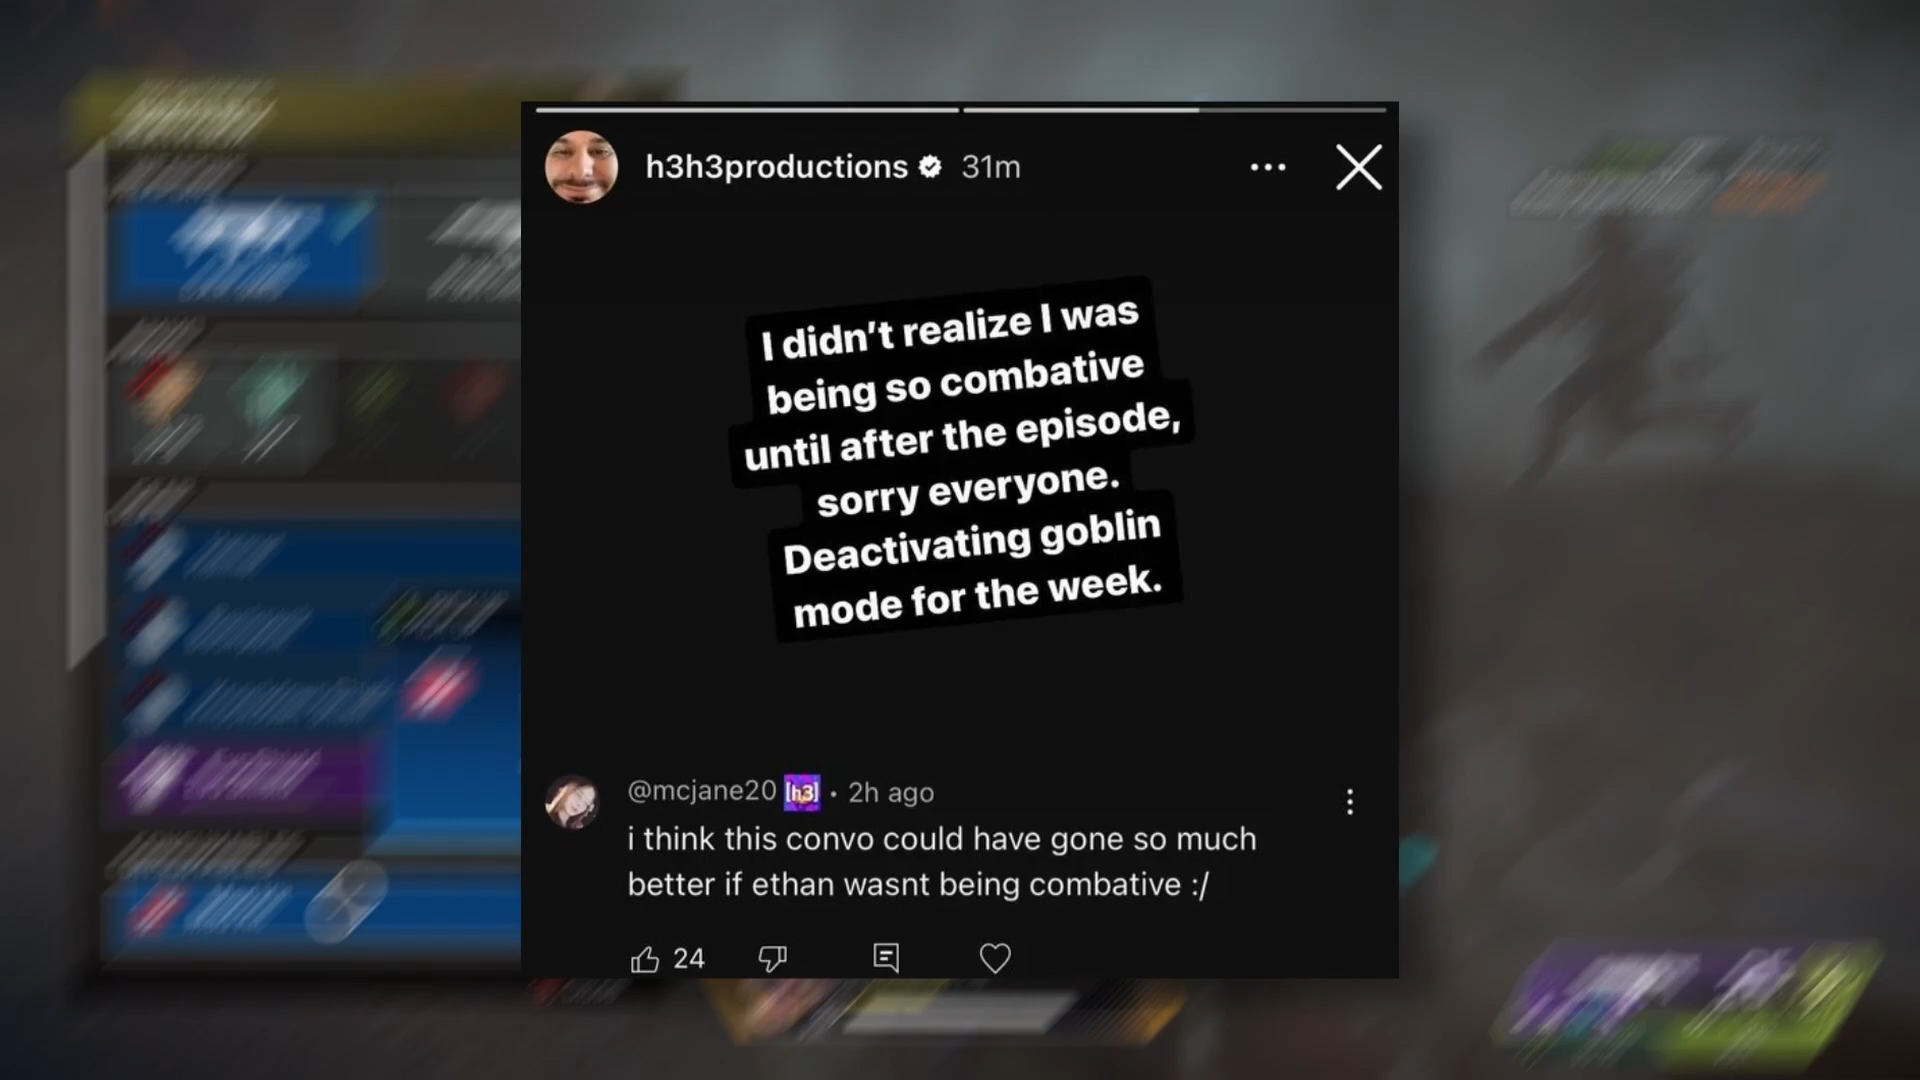 h3h3productions 31m
I didn't realize I was
being so combative
until after the episode,
sorry everyone.
Deactivating goblin
mode for the week.
@mcjane20 [h3] · 2h ago
i think this convo could have gone so much
better if ethan wasnt being combative :/
24